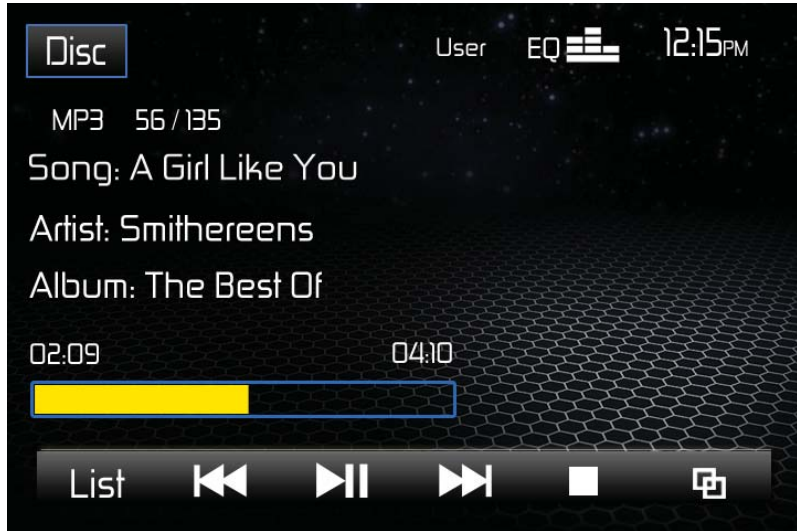 Disc User EQ 12:15PM
MP3 56 / 135
Song: A Girl Like You
Artist: Smithereens
Album: The Best Of
02:09 04:10
List